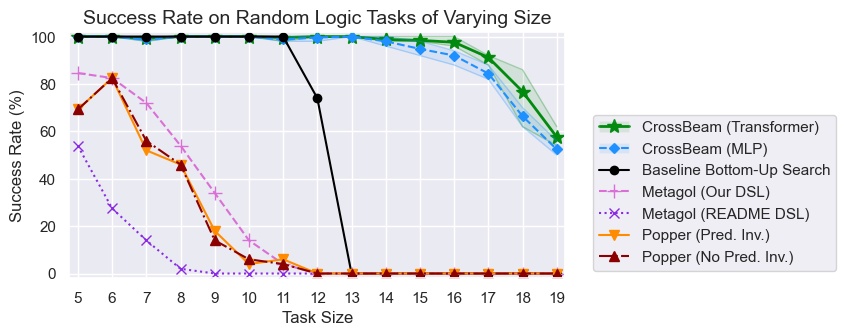 Success Rate on Random Logic Tasks of Varying Size
Success Rate (%)
100
80
60
40
20
0
5 6 7 8 9 10 11 12 13 14 15 16 17 18 19
Task Size
CrossBeam (Transformer)
CrossBeam (MLP)
Baseline Bottom-Up Search
Metagol (Our DSL)
Metagol (README DSL)
Popper (Pred. Inv.)
Popper (No Pred. Inv.)